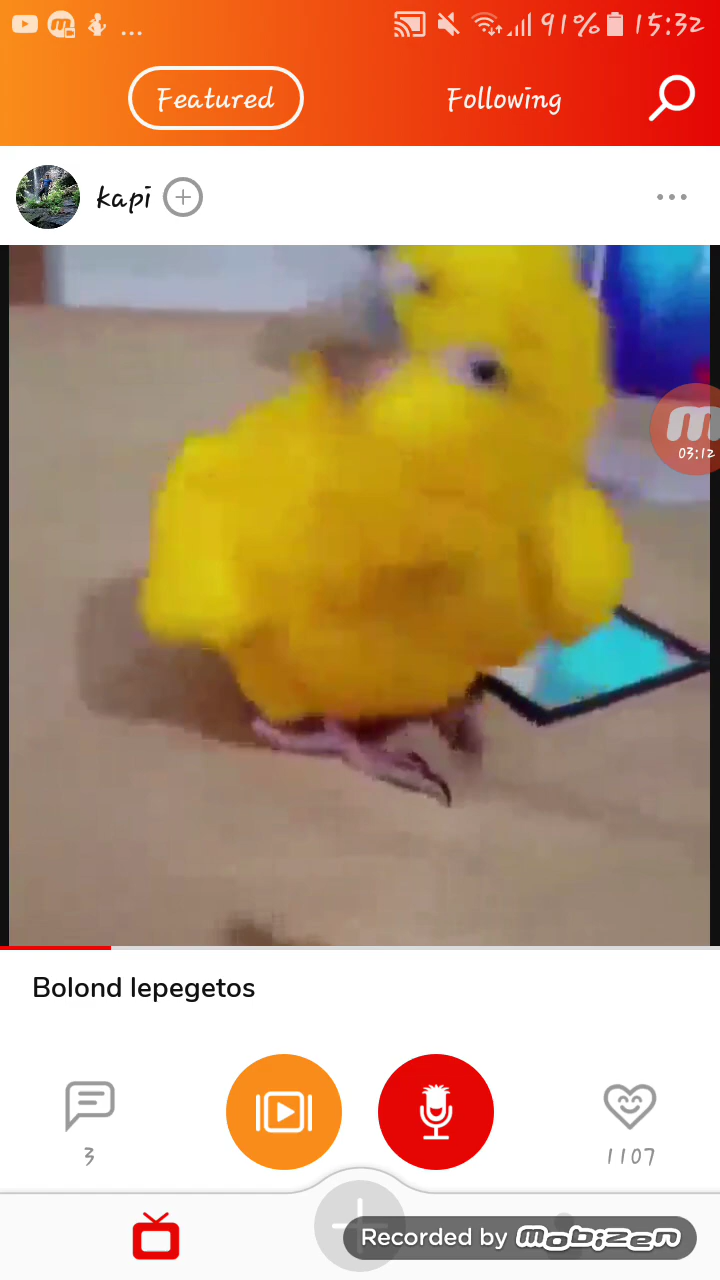 ... 91% 15:32
Featured Following
kapi
03:12
Bolond lepegetos
3 1107
Recorded by mobizen